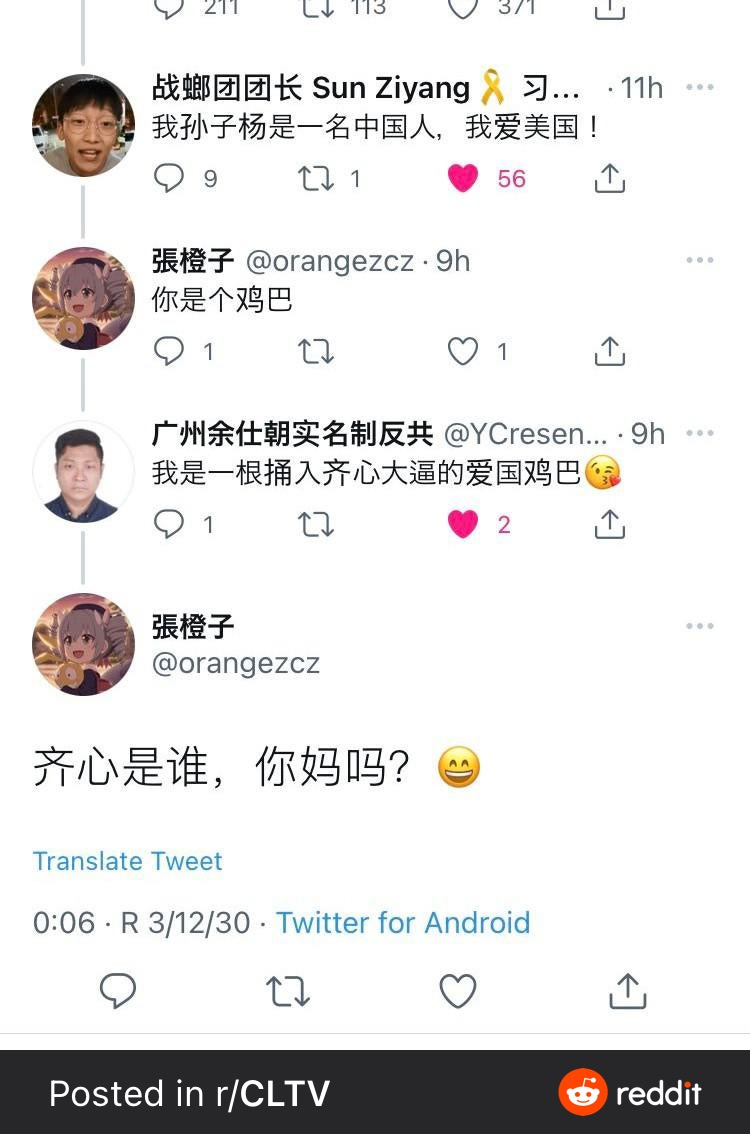 211 113 371
战螂团团长 Sun Ziyang🎗️ 习... · 11h
我孙子杨是一名中国人，我爱美国！
9 1 56
張橙子 @orangezcz · 9h
你是个鸡巴
1 1
广州余仕朝实名制反共 @YCresen... · 9h
我是一根捅入齐心大逼的爱国鸡巴😘
1 2
張橙子
@orangezcz
齐心是谁，你妈吗？😄
Translate Tweet
0:06 · R 3/12/30 · Twitter for Android
Posted in r/CLTV reddit